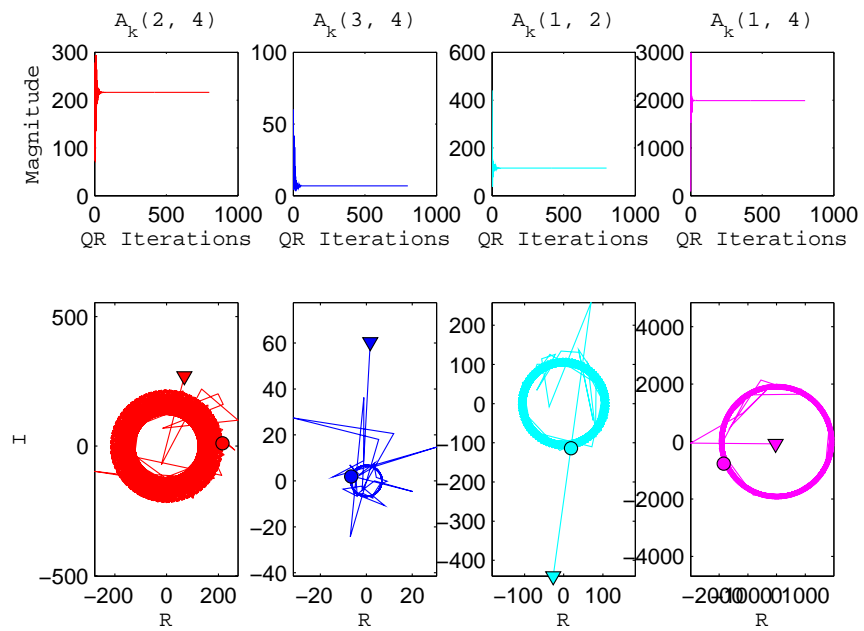 A_k(2, 4) A_k(3, 4) A_k(1, 2) A_k(1, 4)
300 100 600 3000
200 400 2000
50
100 200 1000
0 0 0 0
Magnitude
0 500 1000 0 500 1000 0 500 1000 0 500 1000
QR Iterations QR Iterations QR Iterations QR Iterations
500 60 200 4000
40 100 2000
20 0
0 −100 0
0 −200
−20 −300 −2000
−500 −40 −400 −4000
I
−200 0 200 −20 0 20 −100 0 100 −2000 −1000 0 1000
R R R R